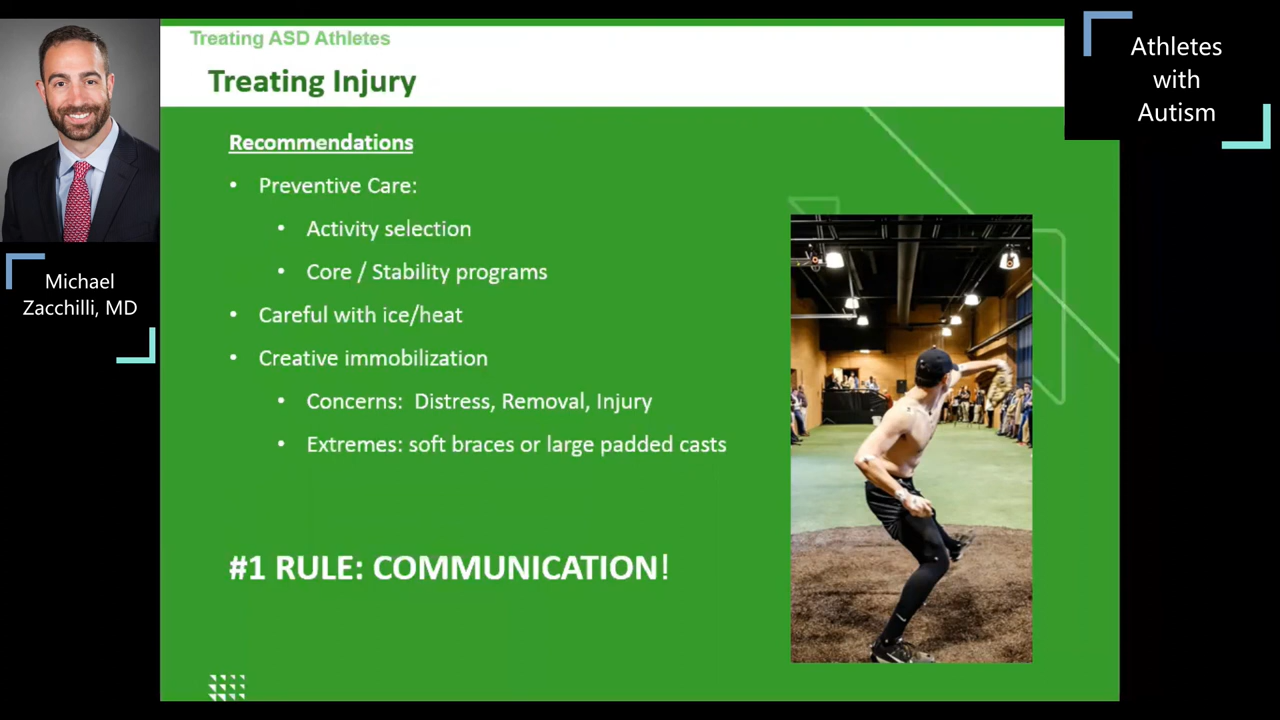 Treating ASD Athletes
Treating Injury
Recommendations
• Preventive Care:
• Activity selection
• Core / Stability programs
• Careful with ice/heat
• Creative immobilization
• Concerns: Distress, Removal, Injury
• Extremes: soft braces or large padded casts
#1 RULE: COMMUNICATION!
Athletes
with
Autism
Michael
Zacchilli, MD